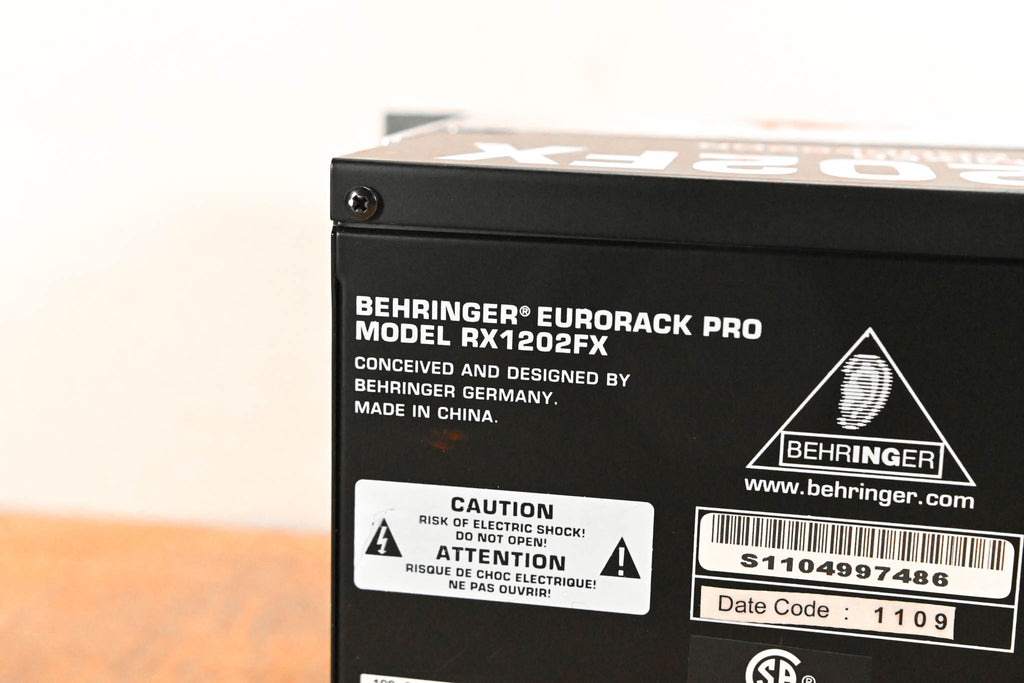 202FX
BEHRINGER® EURORACK PRO
MODEL RX1202FX
CONCEIVED AND DESIGNED BY
BEHRINGER GERMANY.
MADE IN CHINA.
BEHRINGER
www.behringer.com
CAUTION
RISK OF ELECTRIC SHOCK!
DO NOT OPEN!
ATTENTION
RISQUE DE CHOC ELECTRIQUE!
NE PAS OUVRIR!
S1104997486
Date Code : 1109
CSA®